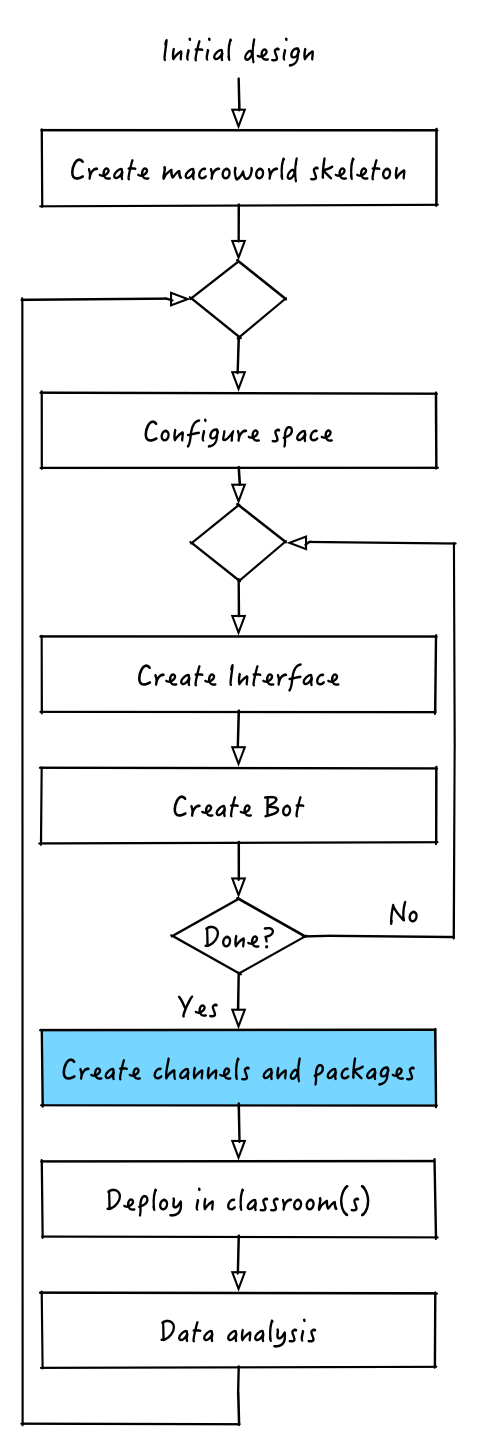 Initial design
Create macroworld skeleton
Configure space
Create Interface
Create Bot
Done?
No
Yes
Create channels and packages
Deploy in classroom(s)
Data analysis